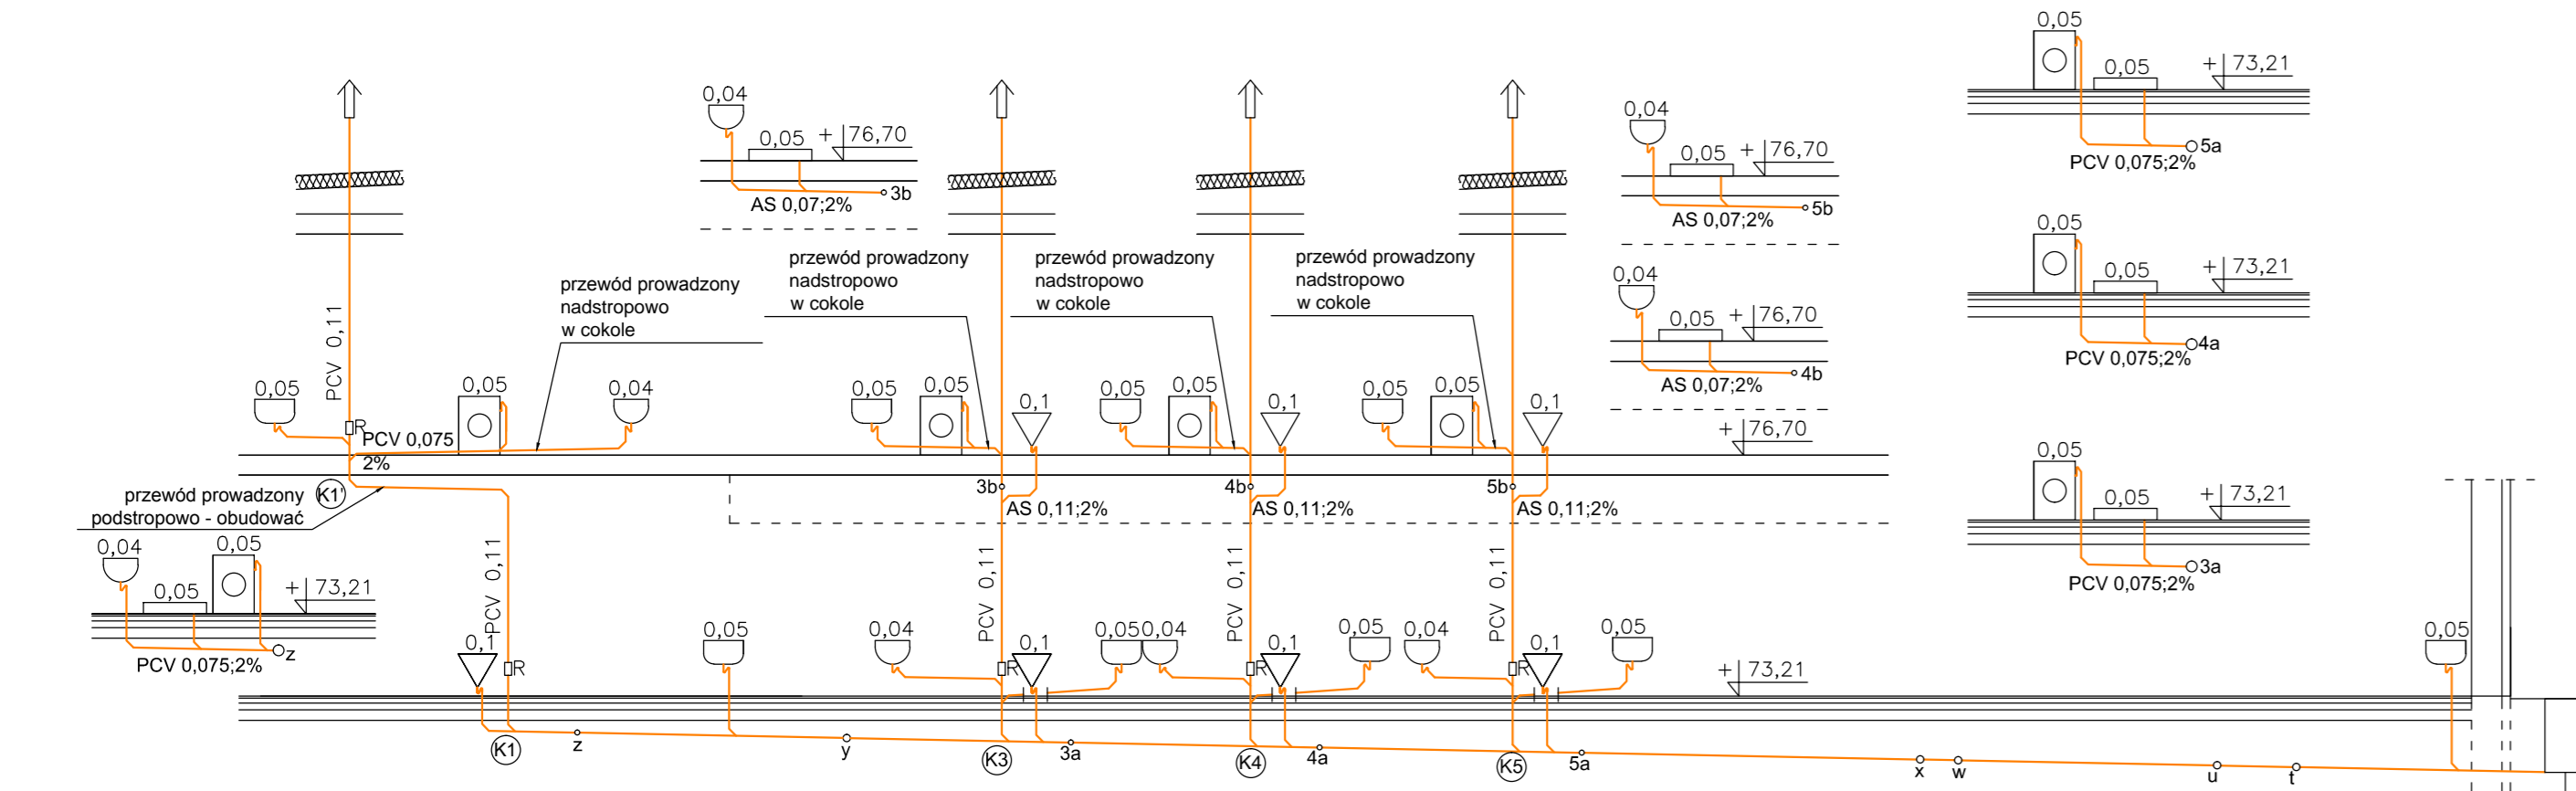 0,05
0,05
+ 73,21
5a
PCV 0,075;2%
0,04
0,05
+ 76,70
3b
AS 0,07;2%
0,04
0,05
+ 76,70
5b
AS 0,07;2%
0,05
0,05
+ 73,21
4a
PCV 0,075;2%
0,04
0,05
+ 76,70
4b
AS 0,07;2%
przewód prowadzony
nadstropowo
w cokole
przewód prowadzony
nadstropowo
w cokole
przewód prowadzony
nadstropowo
w cokole
przewód prowadzony
nadstropowo
w cokole
PCV 0,11
0,05
R
PCV 0,075
2%
0,05
0,04
0,05
0,05
0,1
0,05
0,05
0,1
0,05
0,05
0,1
+ 76,70
K1'
przewód prowadzony
podstropowo - obudować
3b
AS 0,11;2%
4b
AS 0,11;2%
5b
AS 0,11;2%
0,05
0,05
+ 73,21
3a
PCV 0,075;2%
0,04
0,05
0,05
+ 73,21
z
PCV 0,075;2%
PCV 0,11
PCV 0,11
PCV 0,11
PCV 0,11
0,1
R
0,05
0,04
R
0,1
0,05
0,04
R
0,1
0,05
0,04
R
0,1
0,05
+ 73,21
0,05
K1
z
y
K3
3a
K4
4a
K5
5a
x
w
u
t